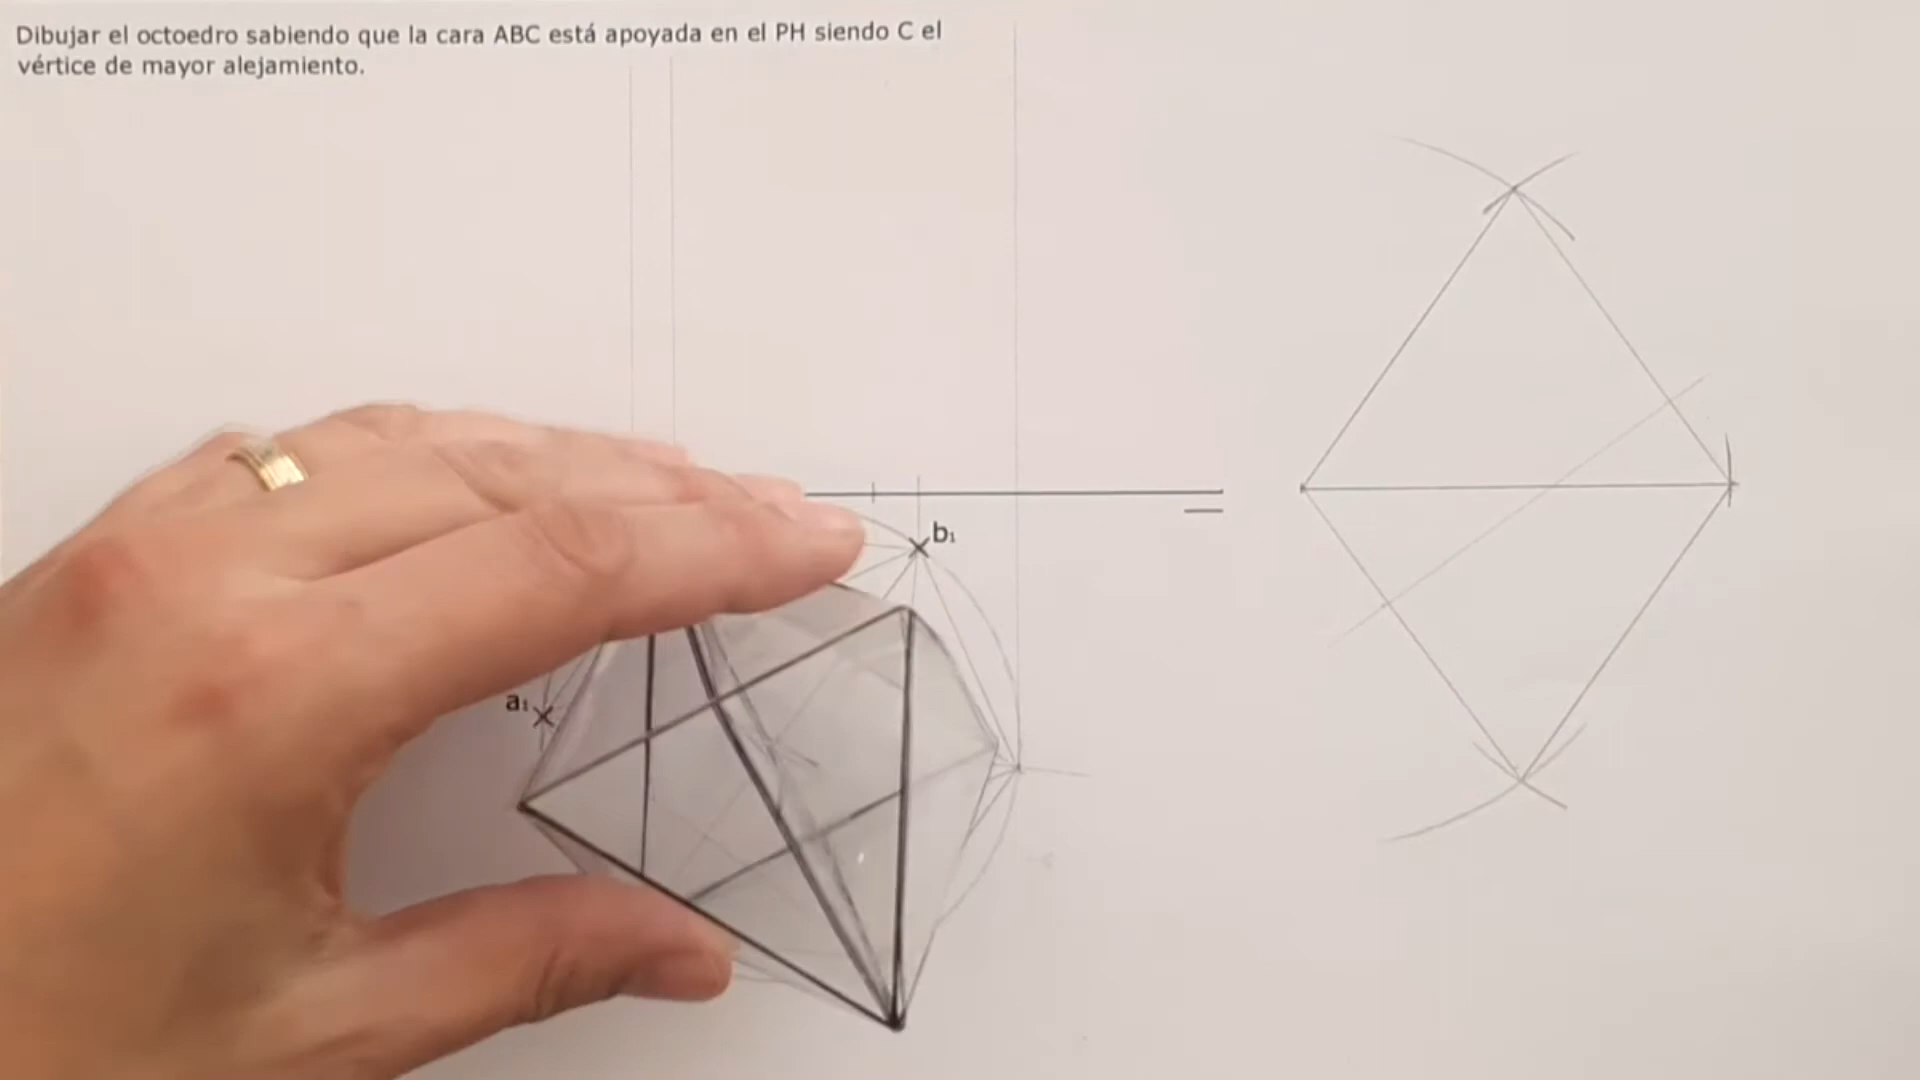 Dibujar el octoedro sabiendo que la cara ABC está apoyada en el PH siendo C el
vértice de mayor alejamiento.
b₁
a₁